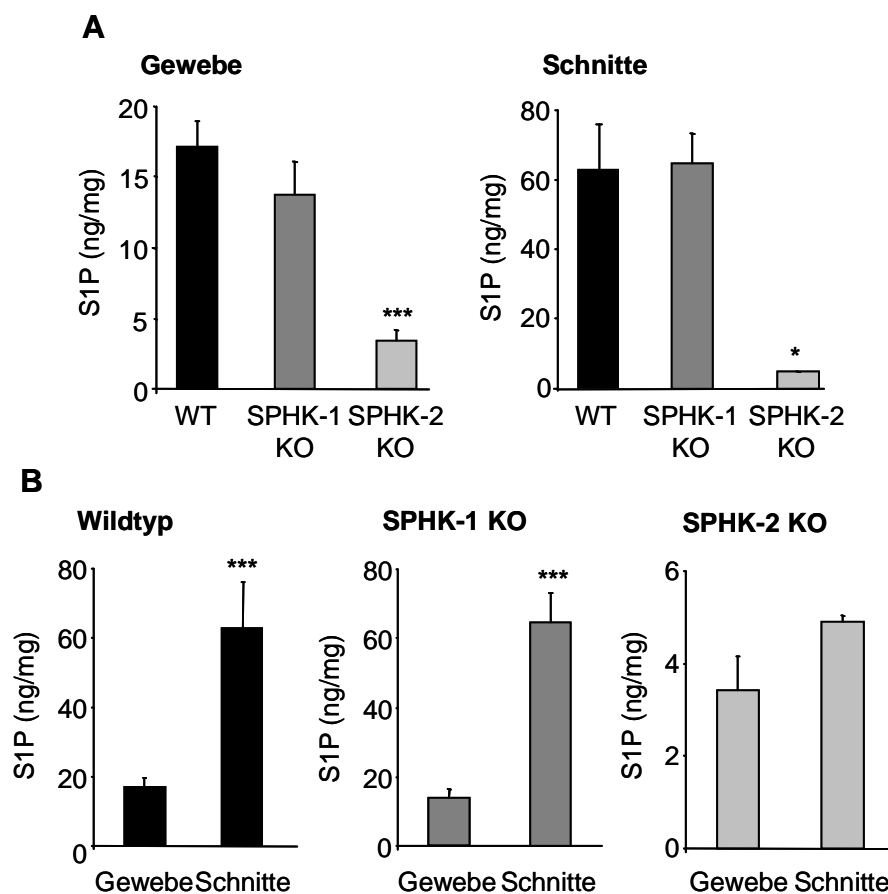 A
Gewebe
Schnitte
20
15
10
5
0
S1P (ng/mg)
***
WT
SPHK-1
KO
SPHK-2
KO
80
60
40
20
0
S1P (ng/mg)
*
WT
SPHK-1
KO
SPHK-2
KO
B
Wildtyp
SPHK-1 KO
SPHK-2 KO
80
60
40
20
0
S1P (ng/mg)
***
Gewebe Schnitte
80
60
40
20
0
S1P (ng/mg)
***
Gewebe Schnitte
6
4
2
0
S1P (ng/mg)
Gewebe Schnitte